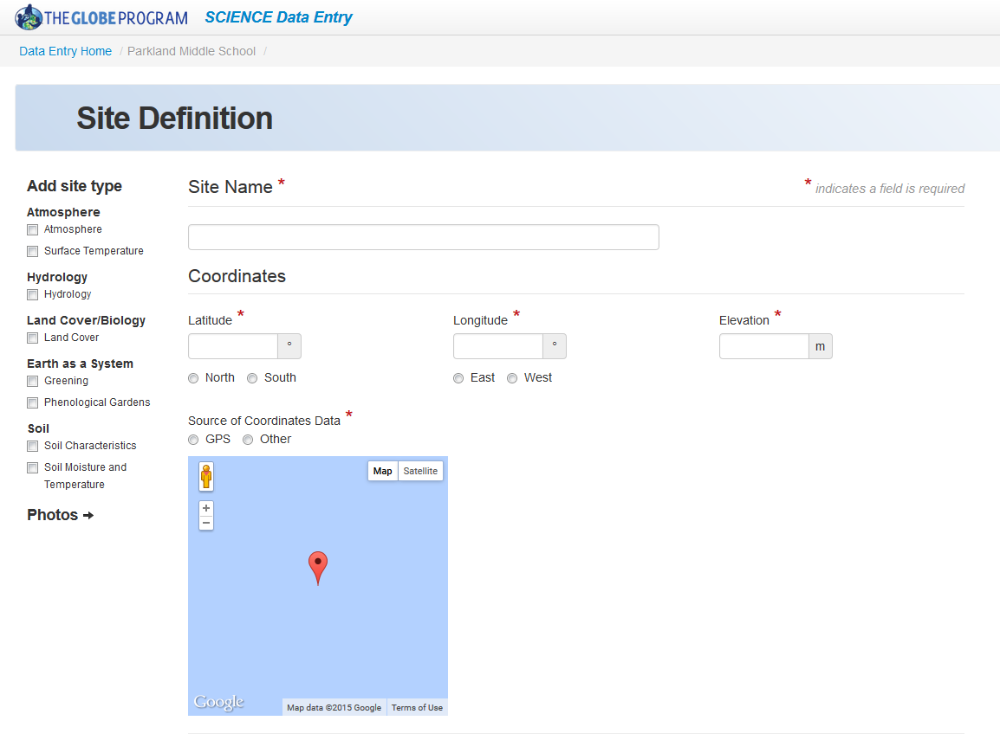 THE GLOBE PROGRAM SCIENCE Data Entry
Data Entry Home / Parkland Middle School /
Site Definition
Add site type
Atmosphere
Atmosphere
Surface Temperature
Hydrology
Hydrology
Land Cover/Biology
Land Cover
Earth as a System
Greening
Phenological Gardens
Soil
Soil Characteristics
Soil Moisture and
Temperature
Photos →
Site Name *
* indicates a field is required
Coordinates
Latitude * Longitude * Elevation *
° ° m
North South East West
Source of Coordinates Data *
GPS Other
Map Satellite
+
−
Google Map data ©2015 Google Terms of Use